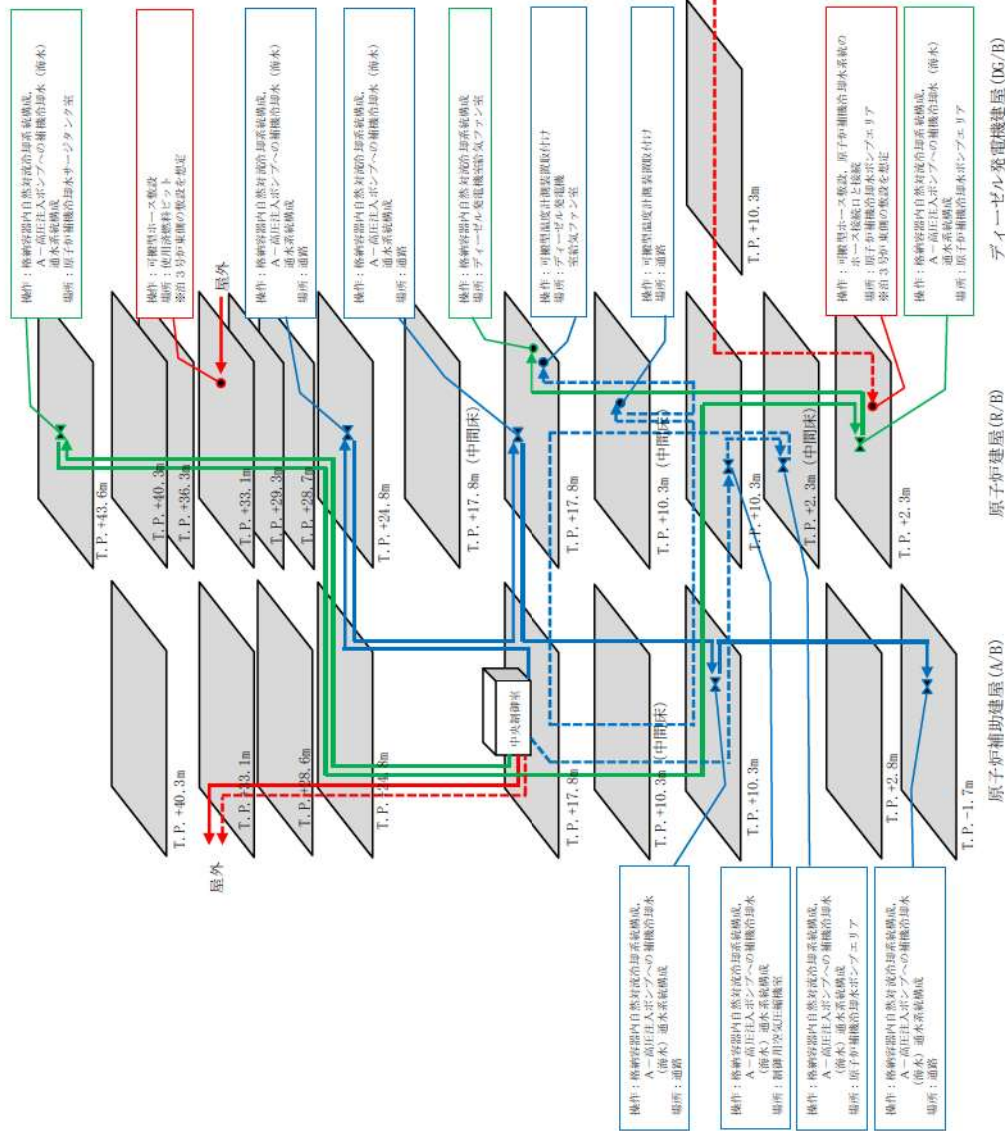 操作：格納容器内自然対流冷却系統構成，
A－高圧注入ポンプへの補機冷却水（海水）
通水系統構成
場所：原子炉補機冷却水サージタンク室
操作：可搬型ホース敷設
場所：使用済燃料ピット
※泊３号炉東側の敷設を想定
操作：格納容器内自然対流冷却系統構成，
A－高圧注入ポンプへの補機冷却水（海水）
通水系統構成
場所：通路
操作：格納容器内自然対流冷却系統構成，
A－高圧注入ポンプへの補機冷却水（海水）
通水系統構成
場所：通路
操作：格納容器内自然対流冷却系統構成
場所：ディーゼル発電機室給気ファン室
操作：可搬型温度計測装置取付け
場所：ディーゼル発電機
室給気ファン室
操作：可搬型温度計測装置取付け
場所：通路
操作：可搬型ホース敷設，原子炉補機冷却水系統の
ホース接続口と接続
場所：原子炉補機冷却水ポンプエリア
※泊３号炉東側の敷設を想定
操作：格納容器内自然対流冷却系統構成，
A－高圧注入ポンプへの補機冷却水（海水）
通水系統構成
場所：原子炉補機冷却水ポンプエリア
T.P. +10.3m
ディーゼル発電機建屋(DG/B)
屋外
T.P. +43.6m
T.P. +40.3m
T.P. +36.3m
T.P. +33.1m
T.P. +29.3m
T.P. +28.7m
T.P. +24.8m
T.P. +17.8m (中間床)
T.P. +17.8m
T.P. +10.3m (中間床)
T.P. +10.3m
T.P. +2.3m (中間床)
T.P. +2.3m
原子炉建屋(R/B)
屋外
中央制御室
T.P. +40.3m
T.P. +33.1m
T.P. +28.6m
T.P. +24.8m
T.P. +17.8m
T.P. +10.3m (中間床)
T.P. +10.3m
T.P. +2.8m
T.P. -1.7m
原子炉補助建屋(A/B)
操作：格納容器内自然対流冷却系統構成，
A－高圧注入ポンプへの補機冷却水
（海水）通水系統構成
場所：通路
操作：格納容器内自然対流冷却系統構成，
A－高圧注入ポンプへの補機冷却水
（海水）通水系統構成
場所：制御用空気圧縮機室
操作：格納容器内自然対流冷却系統構成，
A－高圧注入ポンプへの補機冷却水
（海水）通水系統構成
場所：原子炉補機冷却水ポンプエリア
操作：格納容器内自然対流冷却系統構成，
A－高圧注入ポンプへの補機冷却水
（海水）通水系統構成
場所：通路